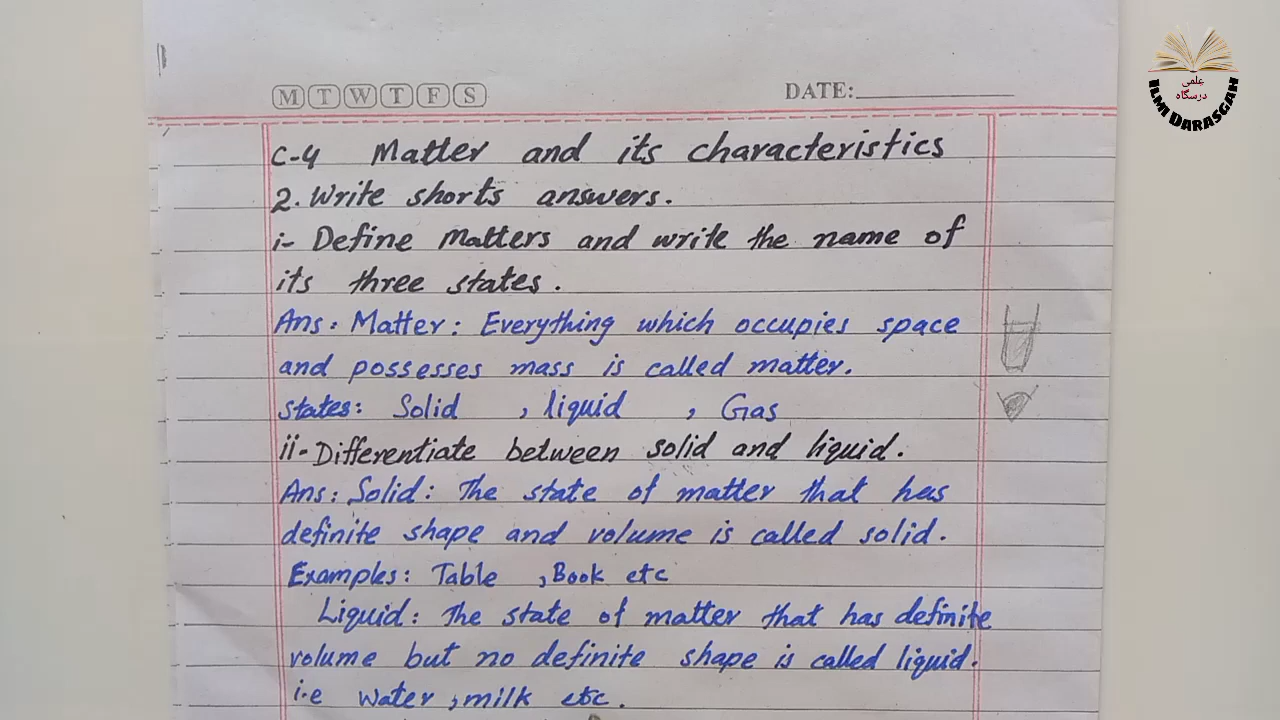 M T W T F S
DATE:
علمی
درسگاہ
ILMI DARASGAH
C-4 Matter and its characteristics
2. Write shorts answers.
i- Define Matters and write the name of
its three states.
Ans: Matter: Everything which occupies space
and possesses mass is called matter.
states: Solid , liquid , Gas
ii- Differentiate between solid and liquid.
Ans: Solid: The state of matter that has
definite shape and volume is called solid.
Examples: Table , Book etc
Liquid: The state of matter that has definite
volume but no definite shape is called liquid.
i.e water , milk etc.